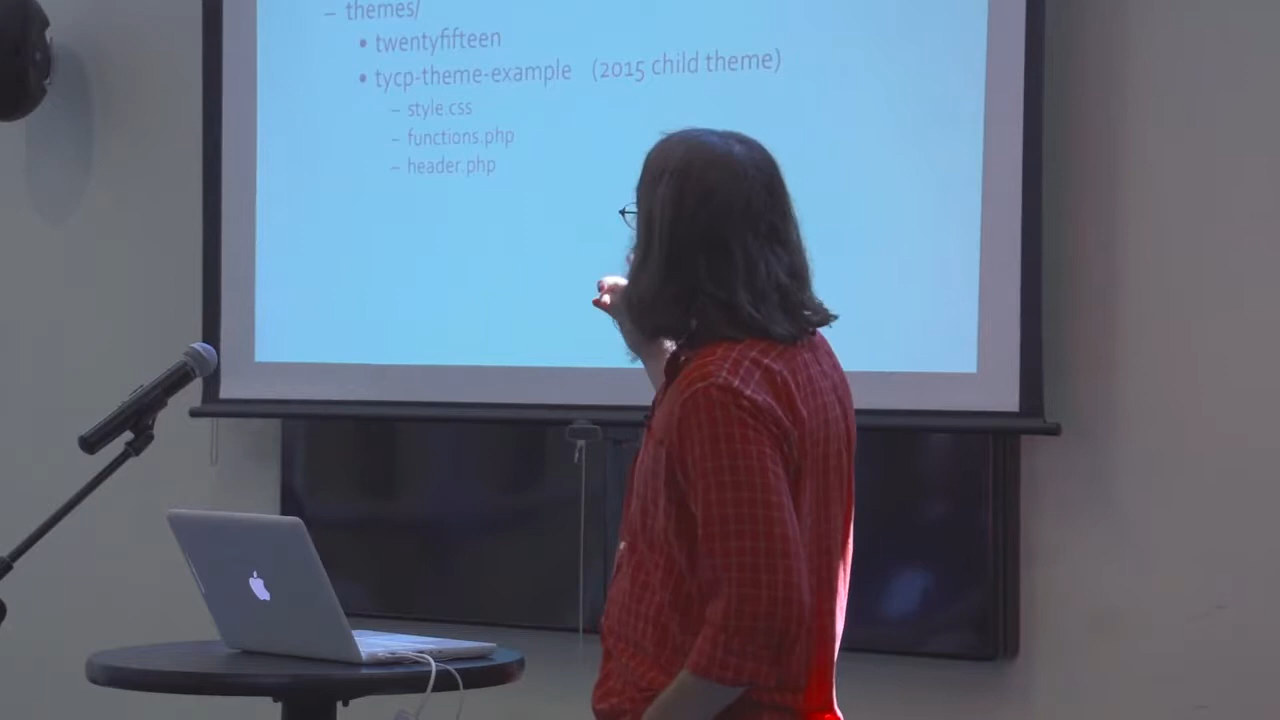 – themes/
• twentyfifteen
• tycp-theme-example (2015 child theme)
– style.css
– functions.php
– header.php